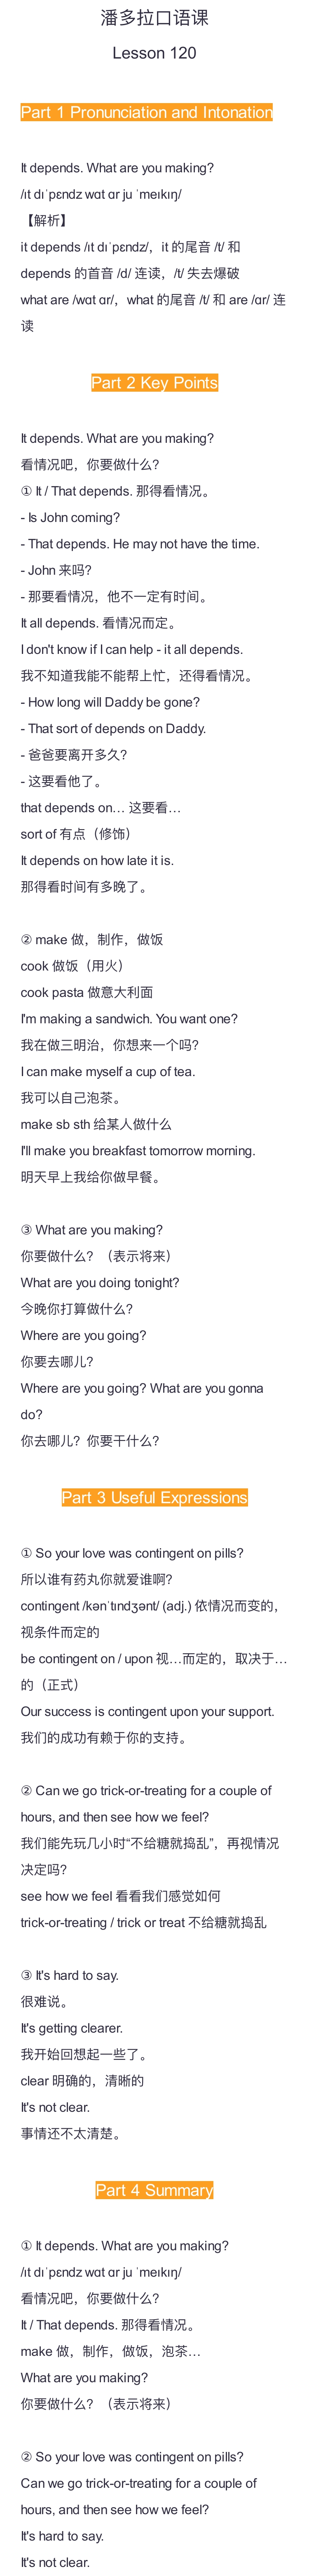 潘多拉口语课
Lesson 120
Part 1 Pronunciation and Intonation
It depends. What are you making?
/ɪt dɪˈpɛndz wɑt ɑr ju ˈmeɪkɪŋ/
【解析】
it depends /ɪt dɪˈpɛndz/，it 的尾音 /t/ 和
depends 的首音 /d/ 连读，/t/ 失去爆破
what are /wɑt ɑr/，what 的尾音 /t/ 和 are /ɑr/ 连
读
Part 2 Key Points
It depends. What are you making?
看情况吧，你要做什么？
① It / That depends. 那得看情况。
- Is John coming?
- That depends. He may not have the time.
- John 来吗？
- 那要看情况，他不一定有时间。
It all depends. 看情况而定。
I don't know if I can help - it all depends.
我不知道我能不能帮上忙，还得看情况。
- How long will Daddy be gone?
- That sort of depends on Daddy.
- 爸爸要离开多久？
- 这要看他了。
that depends on… 这要看…
sort of 有点（修饰）
It depends on how late it is.
那得看时间有多晚了。
② make 做，制作，做饭
cook 做饭（用火）
cook pasta 做意大利面
I'm making a sandwich. You want one?
我在做三明治，你想来一个吗？
I can make myself a cup of tea.
我可以自己泡茶。
make sb sth 给某人做什么
I'll make you breakfast tomorrow morning.
明天早上我给你做早餐。
③ What are you making?
你要做什么？（表示将来）
What are you doing tonight?
今晚你打算做什么？
Where are you going?
你要去哪儿？
Where are you going? What are you gonna
do?
你去哪儿？你要干什么？
Part 3 Useful Expressions
① So your love was contingent on pills?
所以谁有药丸你就爱谁啊？
contingent /kənˈtɪndʒənt/ (adj.) 依情况而变的，
视条件而定的
be contingent on / upon 视…而定的，取决于…
的（正式）
Our success is contingent upon your support.
我们的成功有赖于你的支持。
② Can we go trick-or-treating for a couple of
hours, and then see how we feel?
我们能先玩几小时“不给糖就捣乱”，再视情况
决定吗？
see how we feel 看看我们感觉如何
trick-or-treating / trick or treat 不给糖就捣乱
③ It's hard to say.
很难说。
It's getting clearer.
我开始回想起一些了。
clear 明确的，清晰的
It's not clear.
事情还不太清楚。
Part 4 Summary
① It depends. What are you making?
/ɪt dɪˈpɛndz wɑt ɑr ju ˈmeɪkɪŋ/
看情况吧，你要做什么？
It / That depends. 那得看情况。
make 做，制作，做饭，泡茶…
What are you making?
你要做什么？（表示将来）
② So your love was contingent on pills?
Can we go trick-or-treating for a couple of
hours, and then see how we feel?
It's hard to say.
It's not clear.